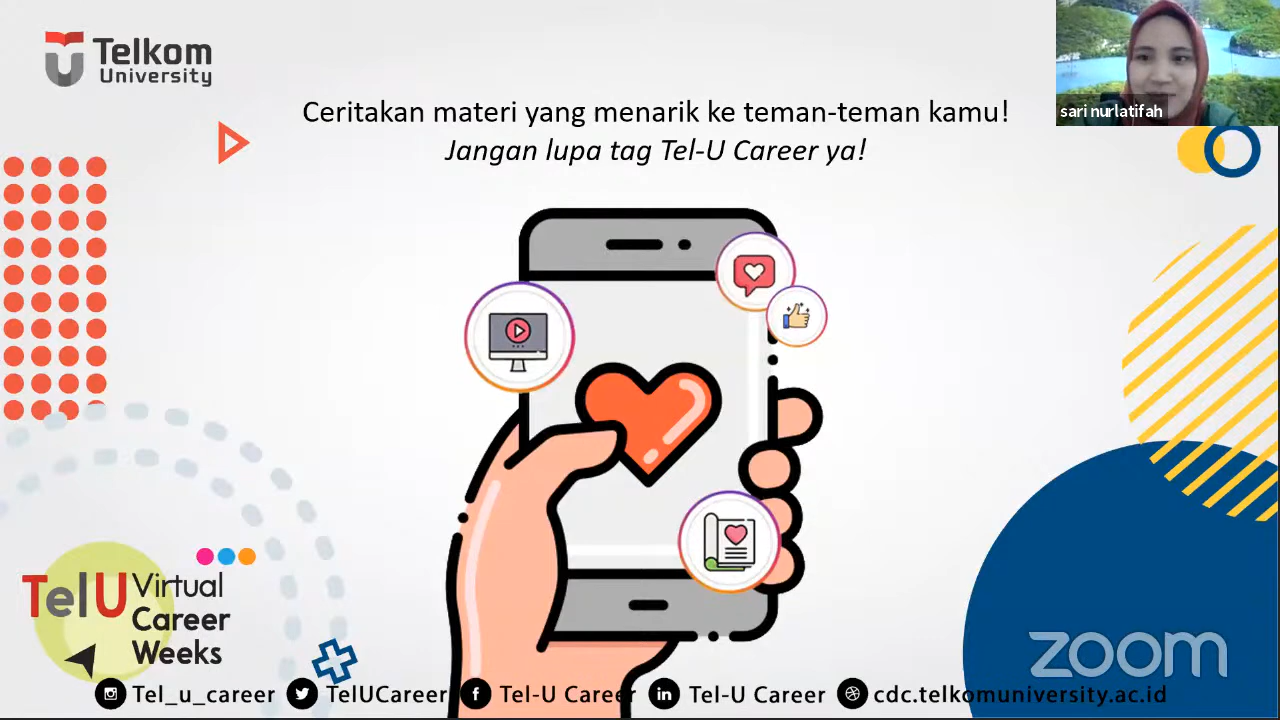 Telkom
University
sari nurlatifah
Ceritakan materi yang menarik ke teman-teman kamu!
Jangan lupa tag Tel-U Career ya!
Tel U Virtual
Career
Weeks
zoom
Tel_u_career TelUCareer Tel-U Career Tel-U Career cdc.telkomuniversity.ac.id